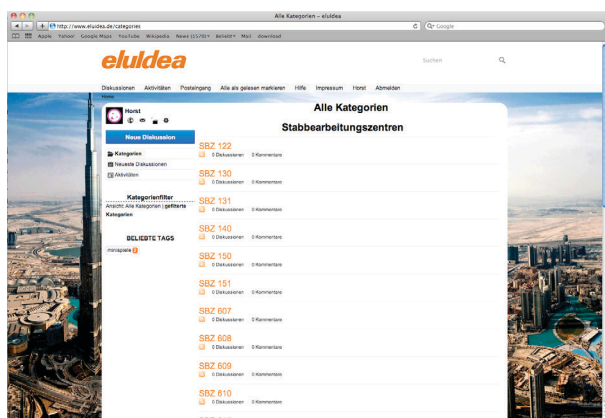 Alle Kategorien – eluidea
http://www.eluidea.de/categories
Google
Apple Yahoo! Google Maps YouTube Wikipedia News (1570) Beliebt Mail download
eluIdea
Suchen
Diskussionen Aktivitäten Posteingang Alle als gelesen markieren Hilfe Impressum Horst Abmelden
Home
Horst
Neue Diskussion
Kategorien
Neueste Diskussionen
Aktivitäten
Kategorienfilter
Ansicht: Alle Kategorien | gefilterte
Kategorien
BELIEBTE TAGS
minispiele
Alle Kategorien
Stabbearbeitungszentren
SBZ 122
0 Diskussionen 0 Kommentare
SBZ 130
0 Diskussionen 0 Kommentare
SBZ 131
0 Diskussionen 0 Kommentare
SBZ 140
0 Diskussionen 0 Kommentare
SBZ 150
0 Diskussionen 0 Kommentare
SBZ 151
0 Diskussionen 0 Kommentare
SBZ 607
0 Diskussionen 0 Kommentare
SBZ 608
0 Diskussionen 0 Kommentare
SBZ 609
0 Diskussionen 0 Kommentare
SBZ 610
0 Diskussionen 0 Kommentare